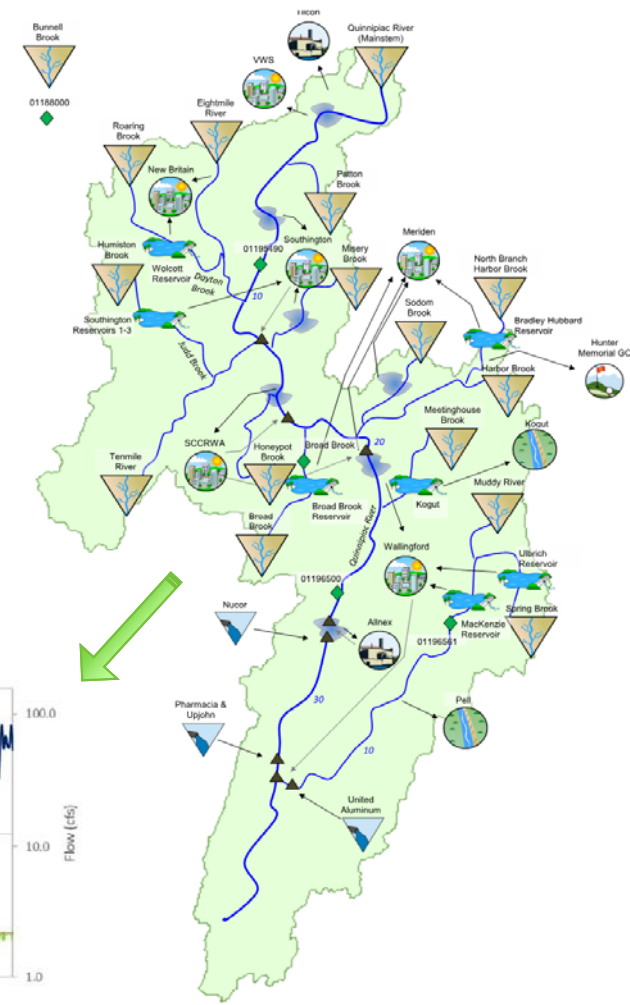 Bunnell
Brook
01188000
Tilcon
Quinnipiac River
(Mainstem)
VWS
Eightmile
River
Roaring
Brook
New Britain
Patton
Brook
Humiston
Brook
Wolcott
Reservoir
Dayton
Brook
01195490
10
Southington
Misery
Brook
Meriden
North Branch
Harbor Brook
Southington
Reservoirs 1-3
Sodom
Brook
Bradley Hubbard
Reservoir
Hunter
Memorial GC
Judd Brook
Harbor Brook
Meetinghouse
Brook
Kogut
20
SCCRWA
Honeypot
Brook
Broad Brook
Tenmile
River
Broad Brook
Reservoir
Kogut
Muddy River
Broad
Brook
Quinnipiac River
Wallingford
Ulbrich
Reservoir
01196500
MacKenzie
Reservoir
Spring Brook
Nucor
Allnex
01196561
30
Pell
Pharmacia &
Upjohn
10
United
Aluminum
100.0
Flow (cfs)
10.0
1.0